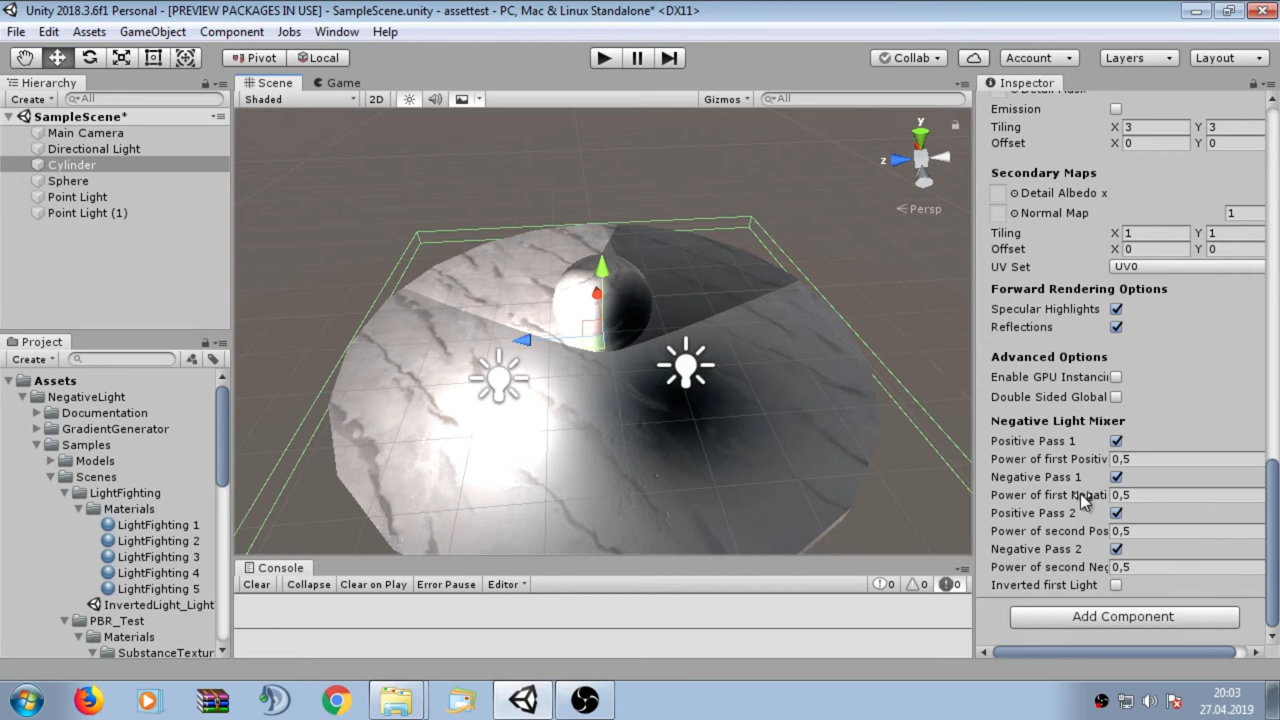 Unity 2018.3.6f1 Personal - [PREVIEW PACKAGES IN USE] - SampleScene.unity - assettest - PC, Mac & Linux Standalone* <DX11>
File Edit Assets GameObject Component Jobs Window Help
Pivot Local Collab Account Layers Layout
Hierarchy
Create All
SampleScene*
Main Camera
Directional Light
Cylinder
Sphere
Point Light
Point Light (1)
Project
Create
Assets
NegativeLight
Documentation
GradientGenerator
Samples
Models
Scenes
LightFighting
Materials
LightFighting 1
LightFighting 2
LightFighting 3
LightFighting 4
LightFighting 5
InvertedLight_Light
PBR_Test
Materials
SubstanceTextur
Scene Game
Shaded 2D Gizmos All
y
z
Persp
Console
Clear Collapse Clear on Play Error Pause Editor 0 0 0
Inspector
Emission
Tiling X 3 Y 3
Offset X 0 Y 0
Secondary Maps
Detail Albedo x
Normal Map 1
Tiling X 1 Y 1
Offset X 0 Y 0
UV Set UV0
Forward Rendering Options
Specular Highlights
Reflections
Advanced Options
Enable GPU Instanci
Double Sided Global
Negative Light Mixer
Positive Pass 1
Power of first Positiv 0,5
Negative Pass 1
Power of first 0,5
Positive Pass 2
Power of second Pos 0,5
Negative Pass 2
Power of second Neg 0,5
Inverted first Light
Add Component
20:03
27.04.2019